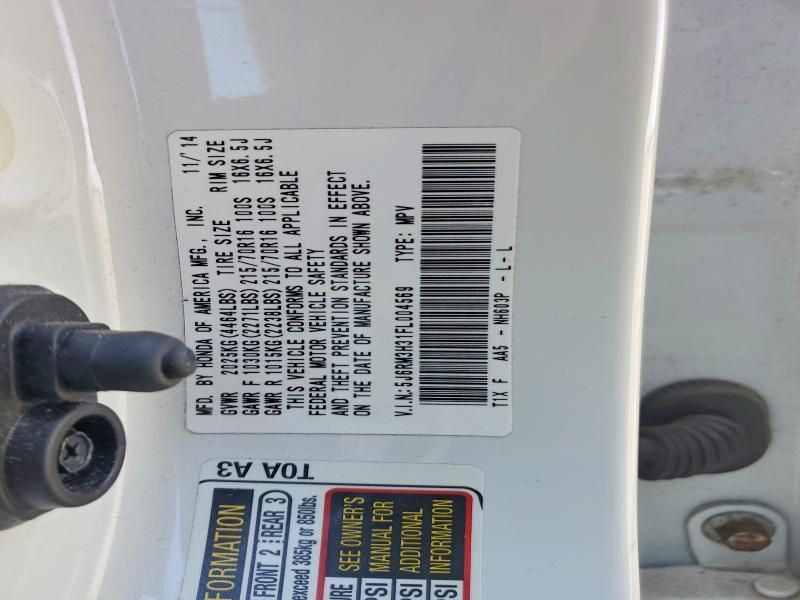 MFD. BY HONDA OF AMERICA MFG., INC. 11/'14
GVWR 2025KG(4464LBS) TIRE SIZE RIM SIZE
GAWR F 1030KG(2271LBS) 215/70R16 100S 16X6.5J
GAWR R 1015KG(2238LBS) 215/70R16 100S 16X6.5J
THIS VEHICLE CONFORMS TO ALL APPLICABLE
FEDERAL MOTOR VEHICLE SAFETY
AND THEFT PREVENTION STANDARDS IN EFFECT
ON THE DATE OF MANUFACTURE SHOWN ABOVE.
V.I.N.:5J6RM3H31FL004569 TYPE: MPV
T1X F AA5 - NH603P - L- L
T0A A3
FORMATION
FRONT 2 REAR 3
exceed 385kg or 850lbs.
SEE OWNER'S
MANUAL FOR
ADDITIONAL
INFORMATION
PSI
PSI